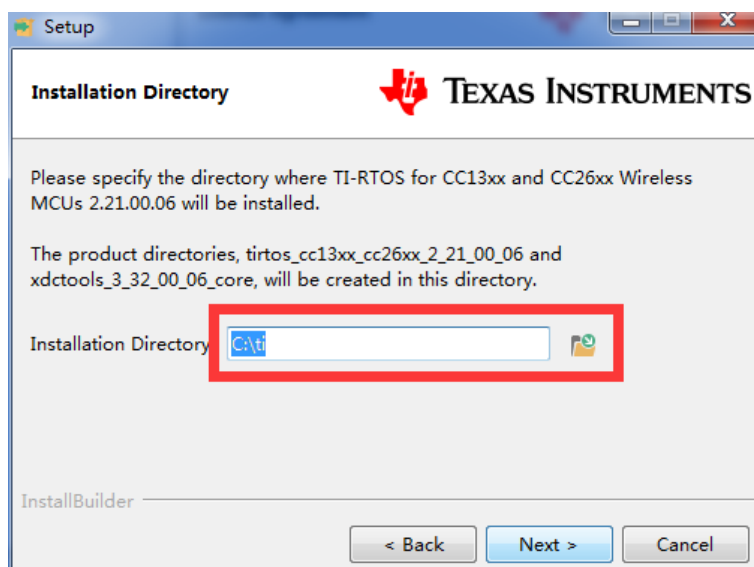 Setup
Installation Directory
TEXAS INSTRUMENTS
Please specify the directory where TI-RTOS for CC13xx and CC26xx Wireless
MCUs 2.21.00.06 will be installed.
The product directories, tirtos_cc13xx_cc26xx_2_21_00_06 and
xdctools_3_32_00_06_core, will be created in this directory.
Installation Directory C:\ti
InstallBuilder
< Back Next > Cancel